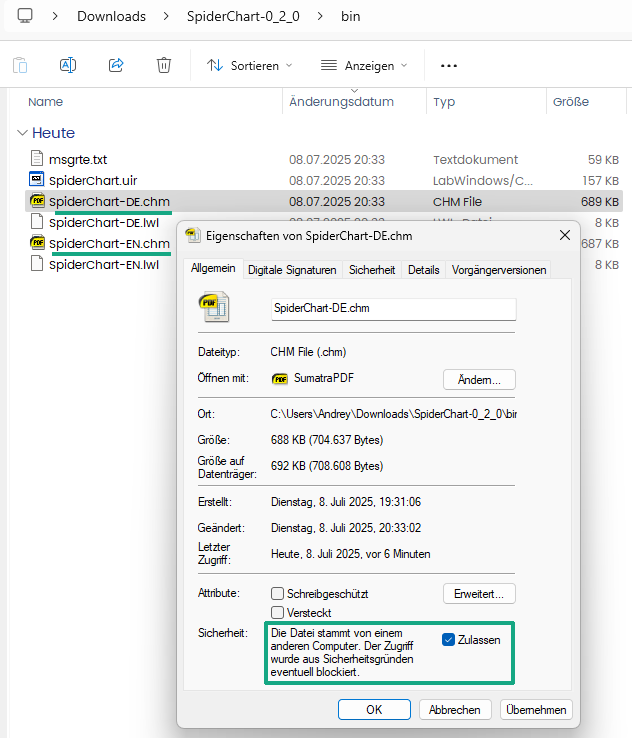 Downloads > SpiderChart-0_2_0 > bin
Sortieren Anzeigen ...
Name Änderungsdatum Typ Größe
Heute
msgrte.txt 08.07.2025 20:33 Textdokument 59 KB
SpiderChart.uir 08.07.2025 20:33 LabWindows/C... 157 KB
SpiderChart-DE.chm 08.07.2025 20:33 CHM File 689 KB
SpiderChart-DE.lwl 8 KB
SpiderChart-EN.chm 687 KB
SpiderChart-EN.lwl 8 KB
Eigenschaften von SpiderChart-DE.chm
Allgemein Digitale Signaturen Sicherheit Details Vorgängerversionen
PDF
SpiderChart-DE.chm
Dateityp: CHM File (.chm)
Öffnen mit: SumatraPDF Ändern...
Ort: C:\Users\Andrey\Downloads\SpiderChart-0_2_0\bin
Größe: 688 KB (704.637 Bytes)
Größe auf
Datenträger: 692 KB (708.608 Bytes)
Erstellt: Dienstag, 8. Juli 2025, 19:31:06
Geändert: Dienstag, 8. Juli 2025, 20:33:02
Letzter
Zugriff: Heute, 8. Juli 2025, vor 6 Minuten
Attribute: Schreibgeschützt Erweitert...
Versteckt
Sicherheit: Die Datei stammt von einem
anderen Computer. Der Zugriff
wurde aus Sicherheitsgründen
eventuell blockiert.
Zulassen
OK Abbrechen Übernehmen